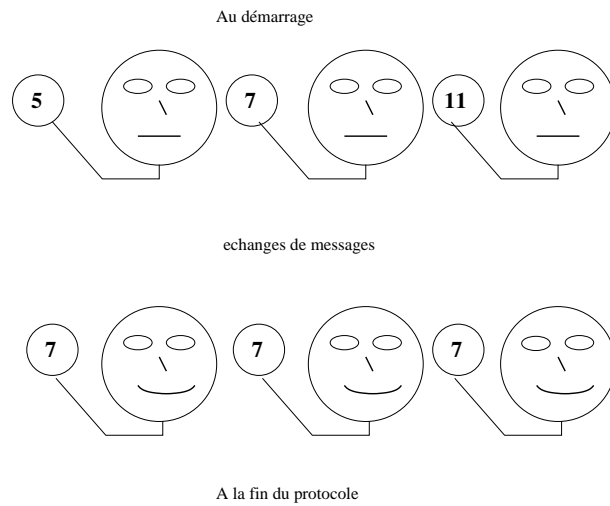 Au démarrage
5 7 11
echanges de messages
7 7 7
A la fin du protocole